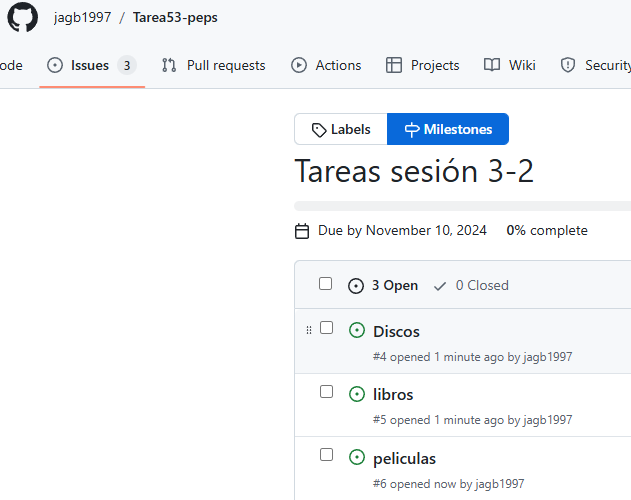 jagb1997 / Tarea53-peps
ode Issues 3 Pull requests Actions Projects Wiki Security
Labels Milestones
Tareas sesión 3-2
Due by November 10, 2024 0% complete
3 Open 0 Closed
Discos
#4 opened 1 minute ago by jagb1997
libros
#5 opened 1 minute ago by jagb1997
peliculas
#6 opened now by jagb1997